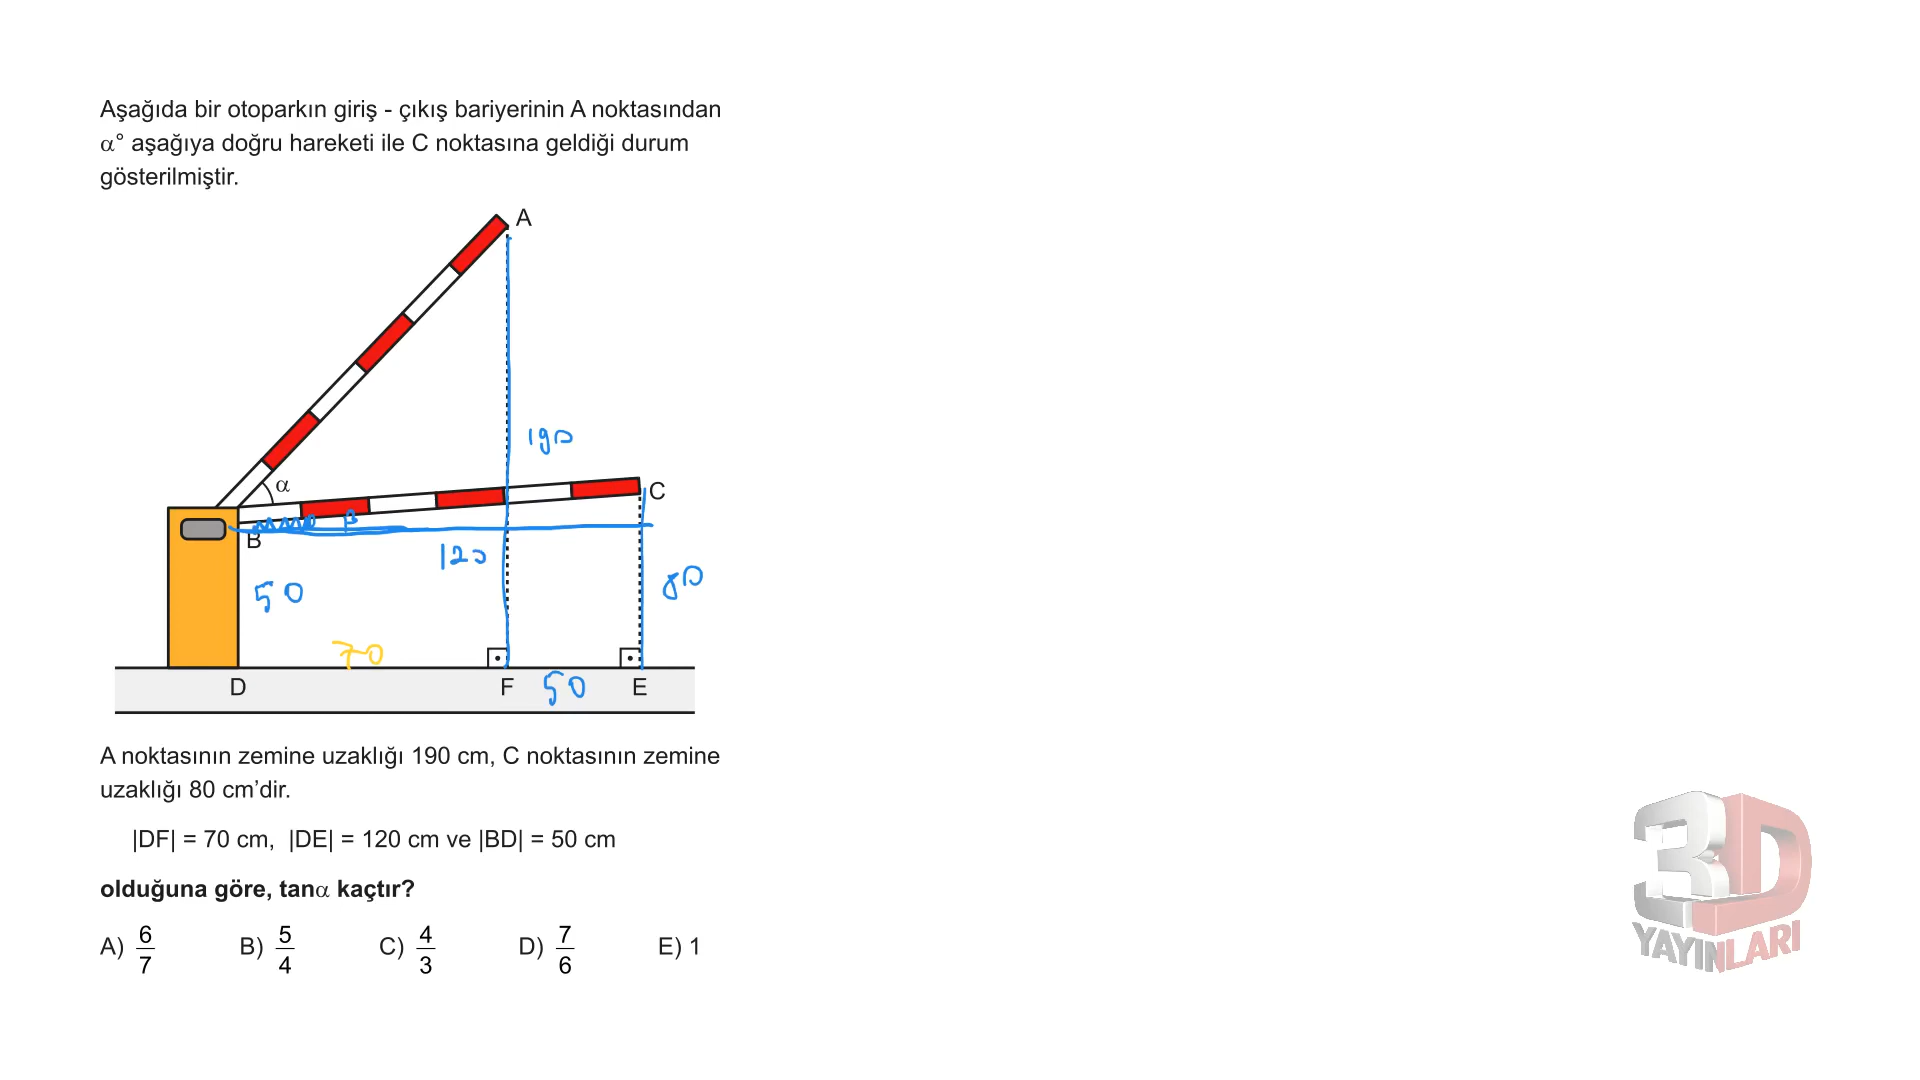 Aşağıda bir otoparkın giriş - çıkış bariyerinin A noktasından
α° aşağıya doğru hareketi ile C noktasına geldiği durum
gösterilmiştir.
A
190
α
C
β
B
120
50
80
70
D
F
50
E
A noktasının zemine uzaklığı 190 cm, C noktasının zemine
uzaklığı 80 cm’dir.
|DF| = 70 cm, |DE| = 120 cm ve |BD| = 50 cm
olduğuna göre, tanα kaçtır?
A) 6/7 B) 5/4 C) 4/3 D) 7/6 E) 1
3D
YAYINLARI